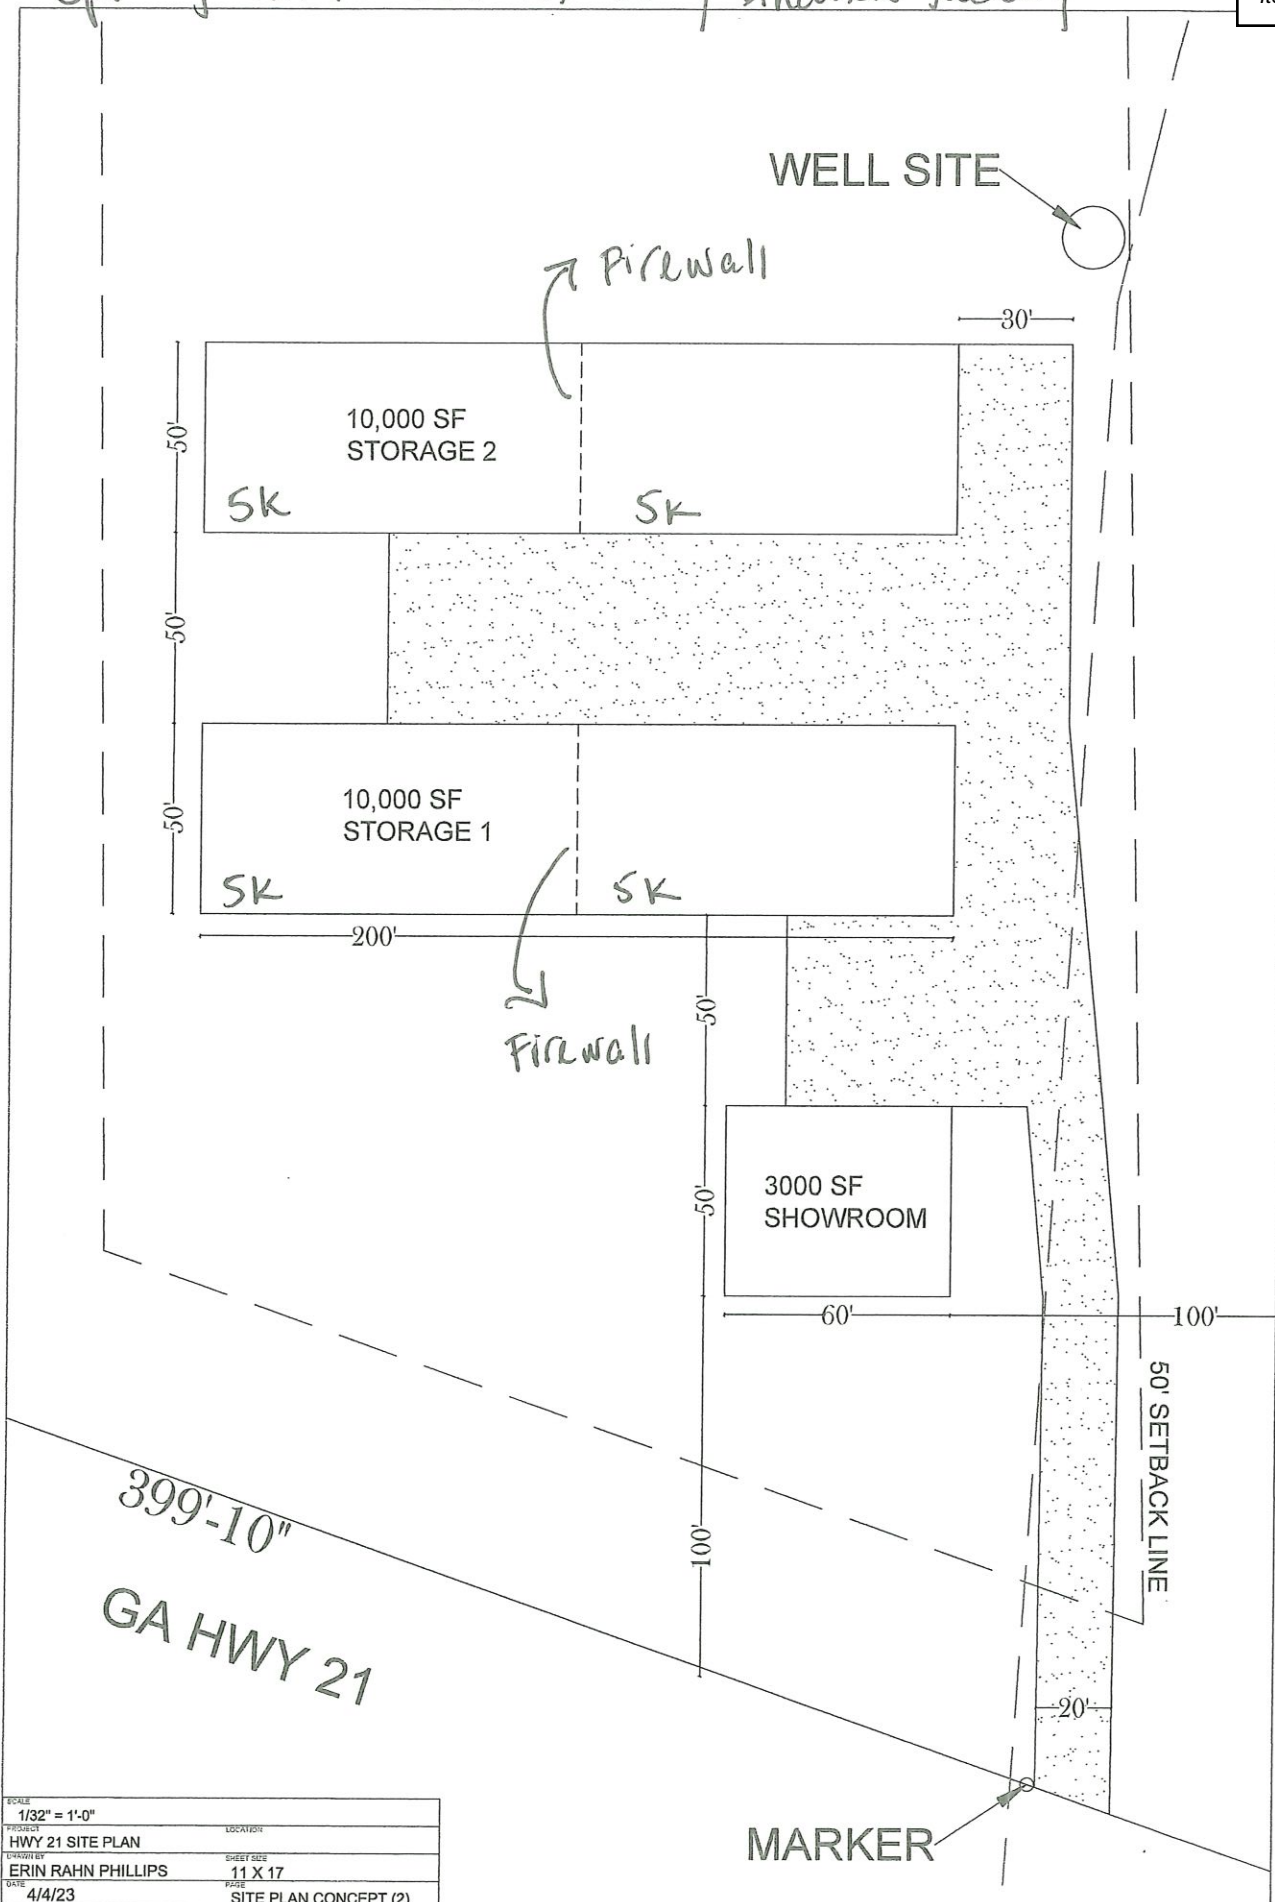 WELL SITE
Firewall
30'
50'
10,000 SF
STORAGE 2
5K
5K
50'
50'
10,000 SF
STORAGE 1
5K
5K
200'
50'
Firewall
50'
3000 SF
SHOWROOM
60'
100'
50' SETBACK LINE
399'-10"
100'
GA HWY 21
20'
MARKER
SCALE
1/32" = 1'-0"
PROJECT
LOCATION
HWY 21 SITE PLAN
DRAWN BY
SHEET SIZE
ERIN RAHN PHILLIPS
11 X 17
DATE
PAGE
4/4/23
SITE PLAN CONCEPT (2)